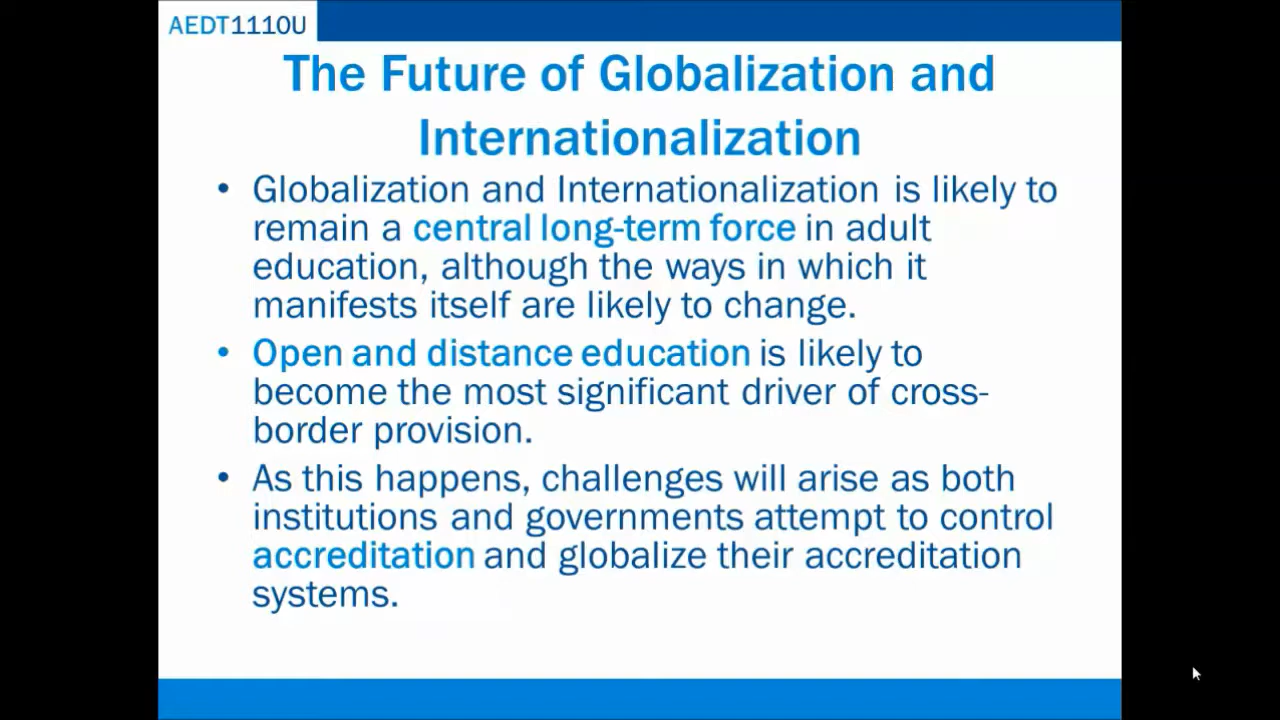 AEDT1110U
The Future of Globalization and
Internationalization
• Globalization and Internationalization is likely to
remain a central long-term force in adult
education, although the ways in which it
manifests itself are likely to change.
• Open and distance education is likely to
become the most significant driver of cross-
border provision.
• As this happens, challenges will arise as both
institutions and governments attempt to control
accreditation and globalize their accreditation
systems.